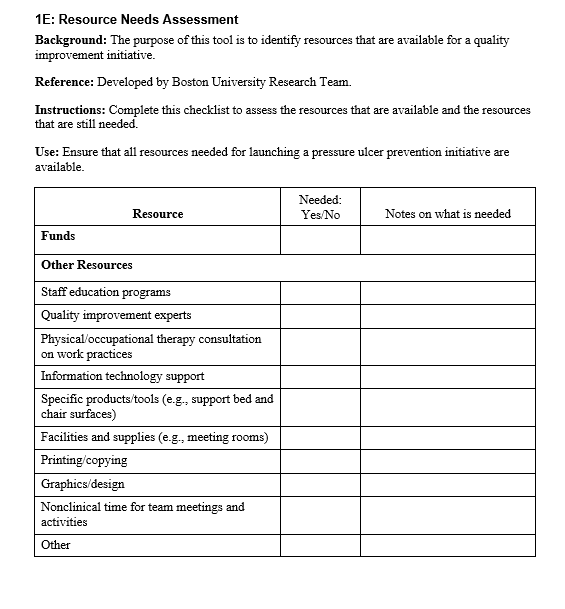 1E: Resource Needs Assessment
Background: The purpose of this tool is to identify resources that are available for a quality
improvement initiative.
Reference: Developed by Boston University Research Team.
Instructions: Complete this checklist to assess the resources that are available and the resources
that are still needed.
Use: Ensure that all resources needed for launching a pressure ulcer prevention initiative are
available.
Resource
Needed:
Yes/No
Notes on what is needed
Funds
Other Resources
Staff education programs
Quality improvement experts
Physical/occupational therapy consultation
on work practices
Information technology support
Specific products/tools (e.g., support bed and
chair surfaces)
Facilities and supplies (e.g., meeting rooms)
Printing/copying
Graphics/design
Nonclinical time for team meetings and
activities
Other